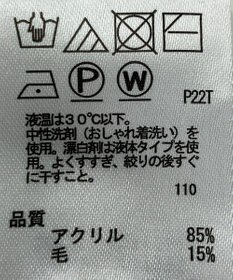 P
W
P22T
液温は30℃以下。
中性洗剤（おしゃれ着洗い）を
使用。漂白剤は液体タイプを使
用。よくすすぎ、絞りの後すぐ
に干すこと。
110
品質
アクリル 85%
毛 15%